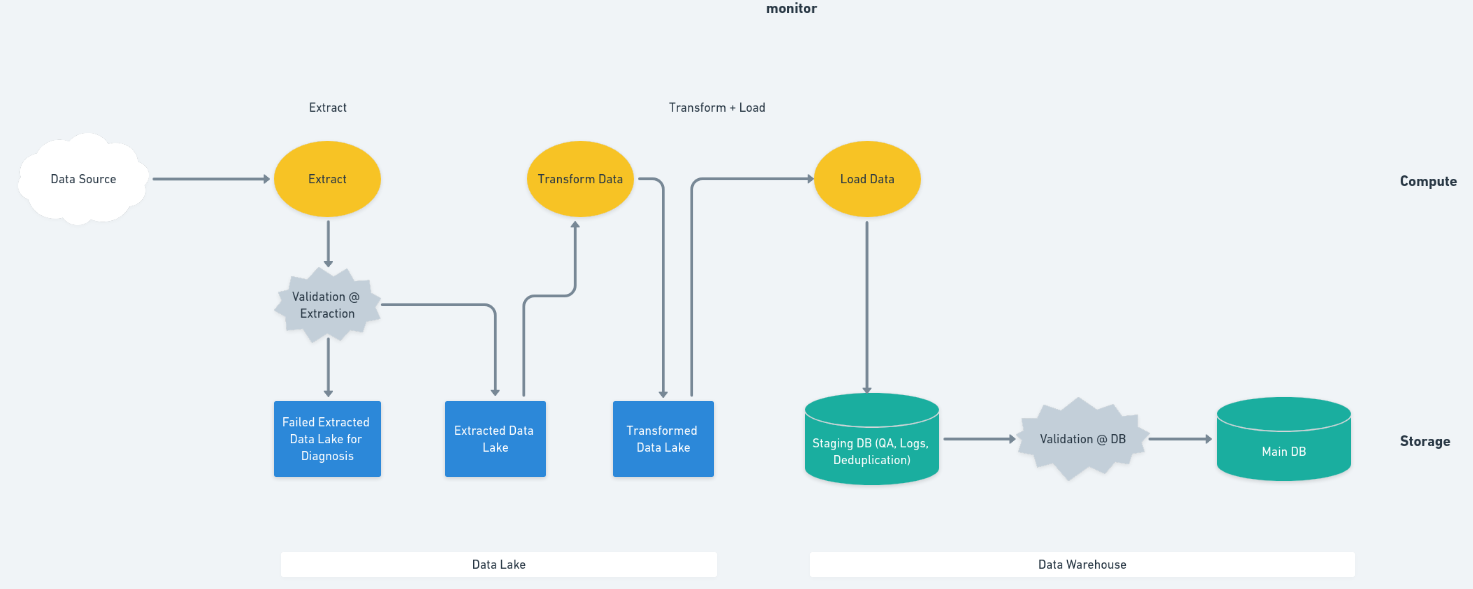 monitor
Extract
Transform + Load
Data Source
Extract
Transform Data
Load Data
Compute
Validation @
Extraction
Failed Extracted
Data Lake for
Diagnosis
Extracted Data
Lake
Transformed
Data Lake
Staging DB (QA, Logs,
Deduplication)
Validation @ DB
Main DB
Storage
Data Lake
Data Warehouse